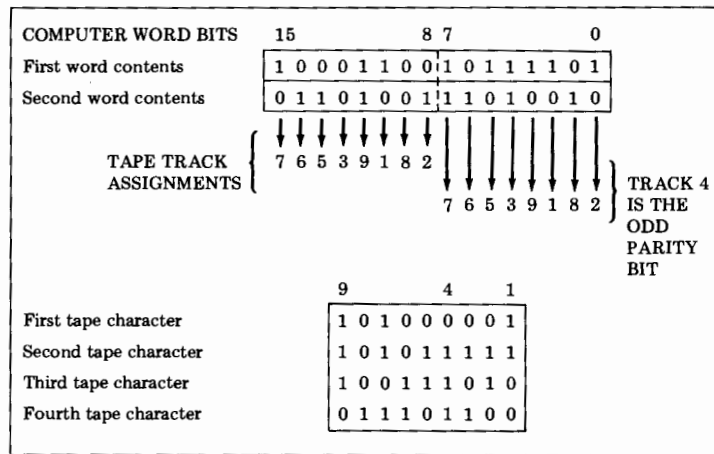 COMPUTER WORD BITS 15 8 7 0
First word contents 1 0 0 0 1 1 0 0 1 0 1 1 1 1 0 1
Second word contents 0 1 1 0 1 0 0 1 1 1 0 1 0 0 1 0
TAPE TRACK
ASSIGNMENTS
7 6 5 3 9 1 8 2
7 6 5 3 9 1 8 2
TRACK 4
IS THE
ODD
PARITY
BIT
9 4 1
First tape character 1 0 1 0 0 0 0 0 1
Second tape character 1 0 1 0 1 1 1 1 1
Third tape character 1 0 0 1 1 1 0 1 0
Fourth tape character 0 1 1 1 0 1 1 0 0